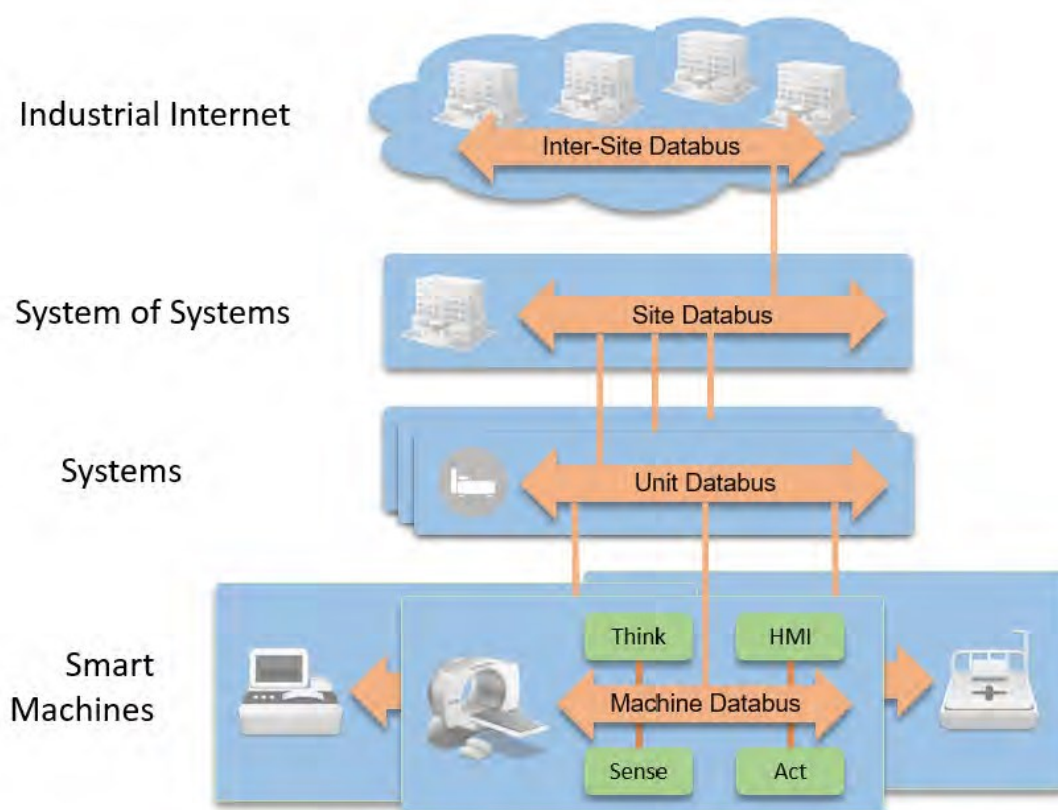 Industrial Internet
Inter-Site Databus
System of Systems
Site Databus
Systems
Unit Databus
Smart
Machines
Think
HMI
Machine Databus
Sense
Act